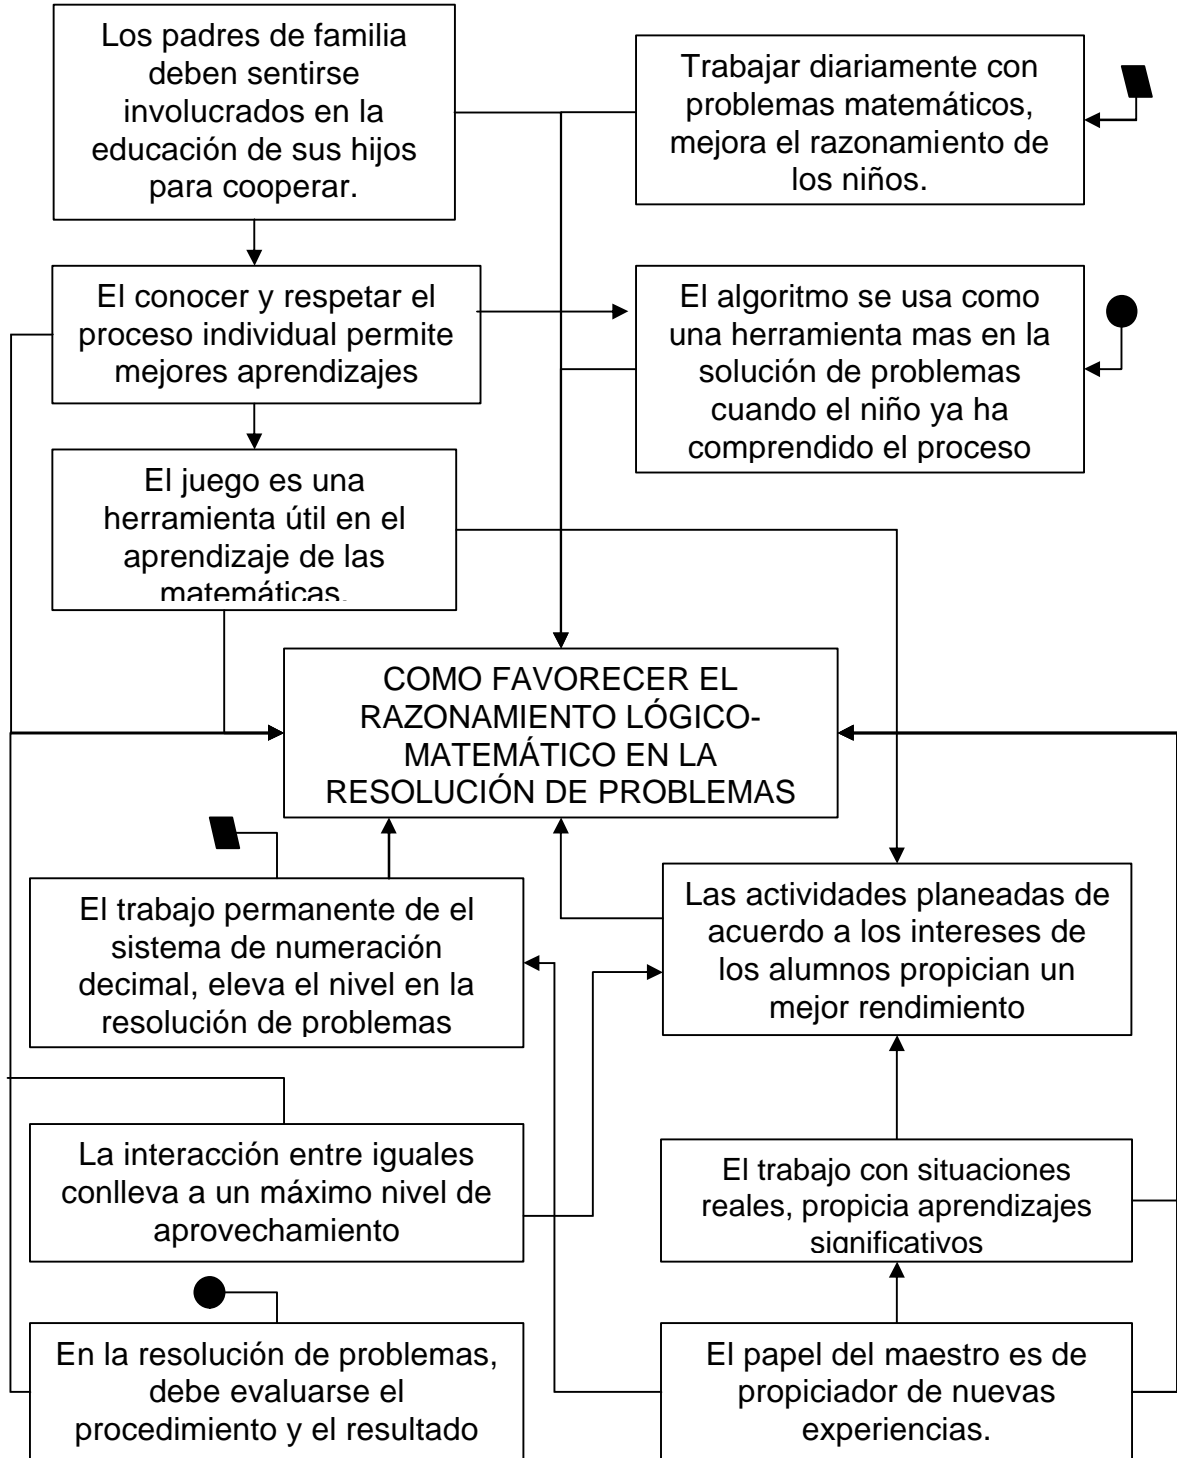 Los padres de familia
deben sentirse
involucrados en la
educación de sus hijos
para cooperar.
Trabajar diariamente con
problemas matemáticos,
mejora el razonamiento de
los niños.
El conocer y respetar el
proceso individual permite
mejores aprendizajes
El algoritmo se usa como
una herramienta mas en la
solución de problemas
cuando el niño ya ha
comprendido el proceso
El juego es una
herramienta útil en el
aprendizaje de las
matemáticas.
COMO FAVORECER EL
RAZONAMIENTO LÓGICO-
MATEMÁTICO EN LA
RESOLUCIÓN DE PROBLEMAS
El trabajo permanente de el
sistema de numeración
decimal, eleva el nivel en la
resolución de problemas
Las actividades planeadas de
acuerdo a los intereses de
los alumnos propician un
mejor rendimiento
La interacción entre iguales
conlleva a un máximo nivel de
aprovechamiento
El trabajo con situaciones
reales, propicia aprendizajes
significativos
En la resolución de problemas,
debe evaluarse el
procedimiento y el resultado
El papel del maestro es de
propiciador de nuevas
experiencias.